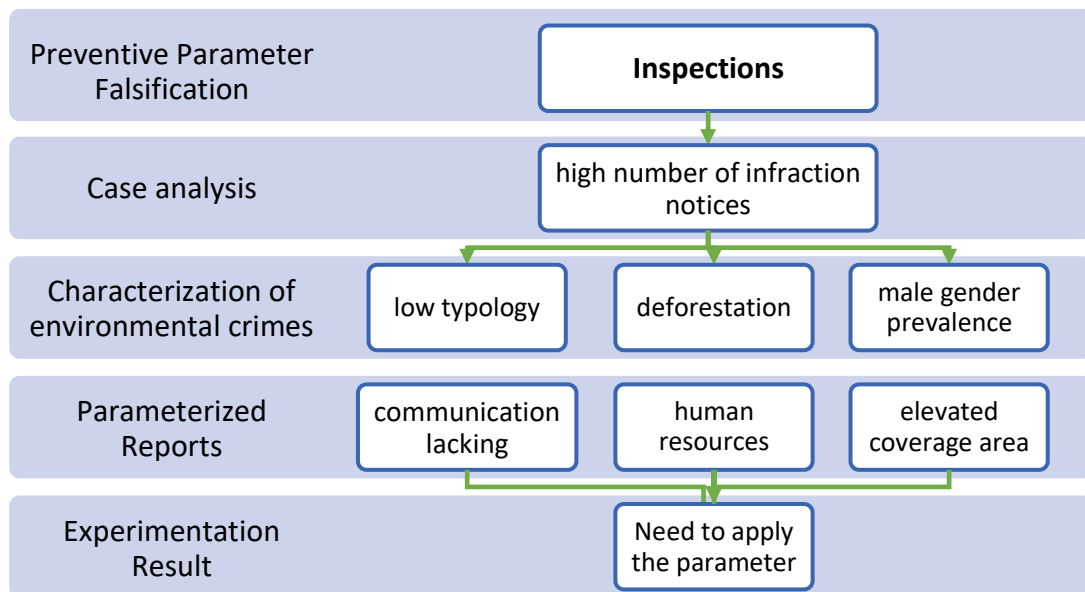 Preventive Parameter
Falsification
Inspections
Case analysis
high number of infraction
notices
Characterization of
environmental crimes
low typology
deforestation
male gender
prevalence
Parameterized
Reports
communication
lacking
human
resources
elevated
coverage area
Experimentation
Result
Need to apply
the parameter